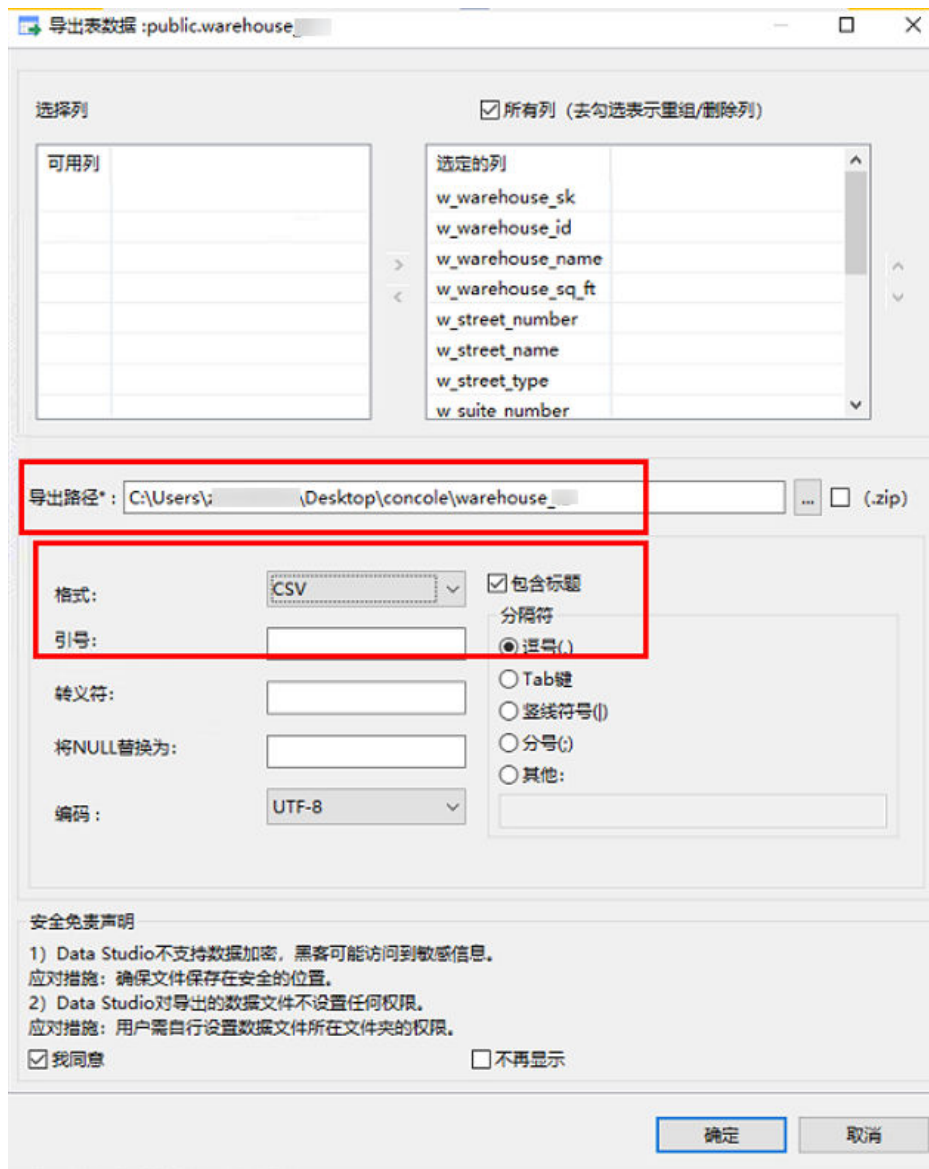 导出表数据 :public.warehouse_
选择列
所有列（去勾选表示重组/删除列）
可用列
选定的列
w_warehouse_sk
w_warehouse_id
w_warehouse_name
w_warehouse_sq_ft
w_street_number
w_street_name
w_street_type
w_suite_number
导出路径*： C:\Users\z \Desktop\concole\warehouse_ ... (.zip)
格式： CSV 包含标题
分隔符
引号： 逗号(,)
Tab键
转义符：
竖线符号(|)
将NULL替换为： 分号(;)
其他：
编码： UTF-8
安全免责声明
1）Data Studio不支持数据加密，黑客可能访问到敏感信息。
应对措施：确保文件保存在安全的位置。
2）Data Studio对导出的数据文件不设置任何权限。
应对措施：用户需自行设置数据文件所在文件夹的权限。
我同意 不再显示
确定 取消